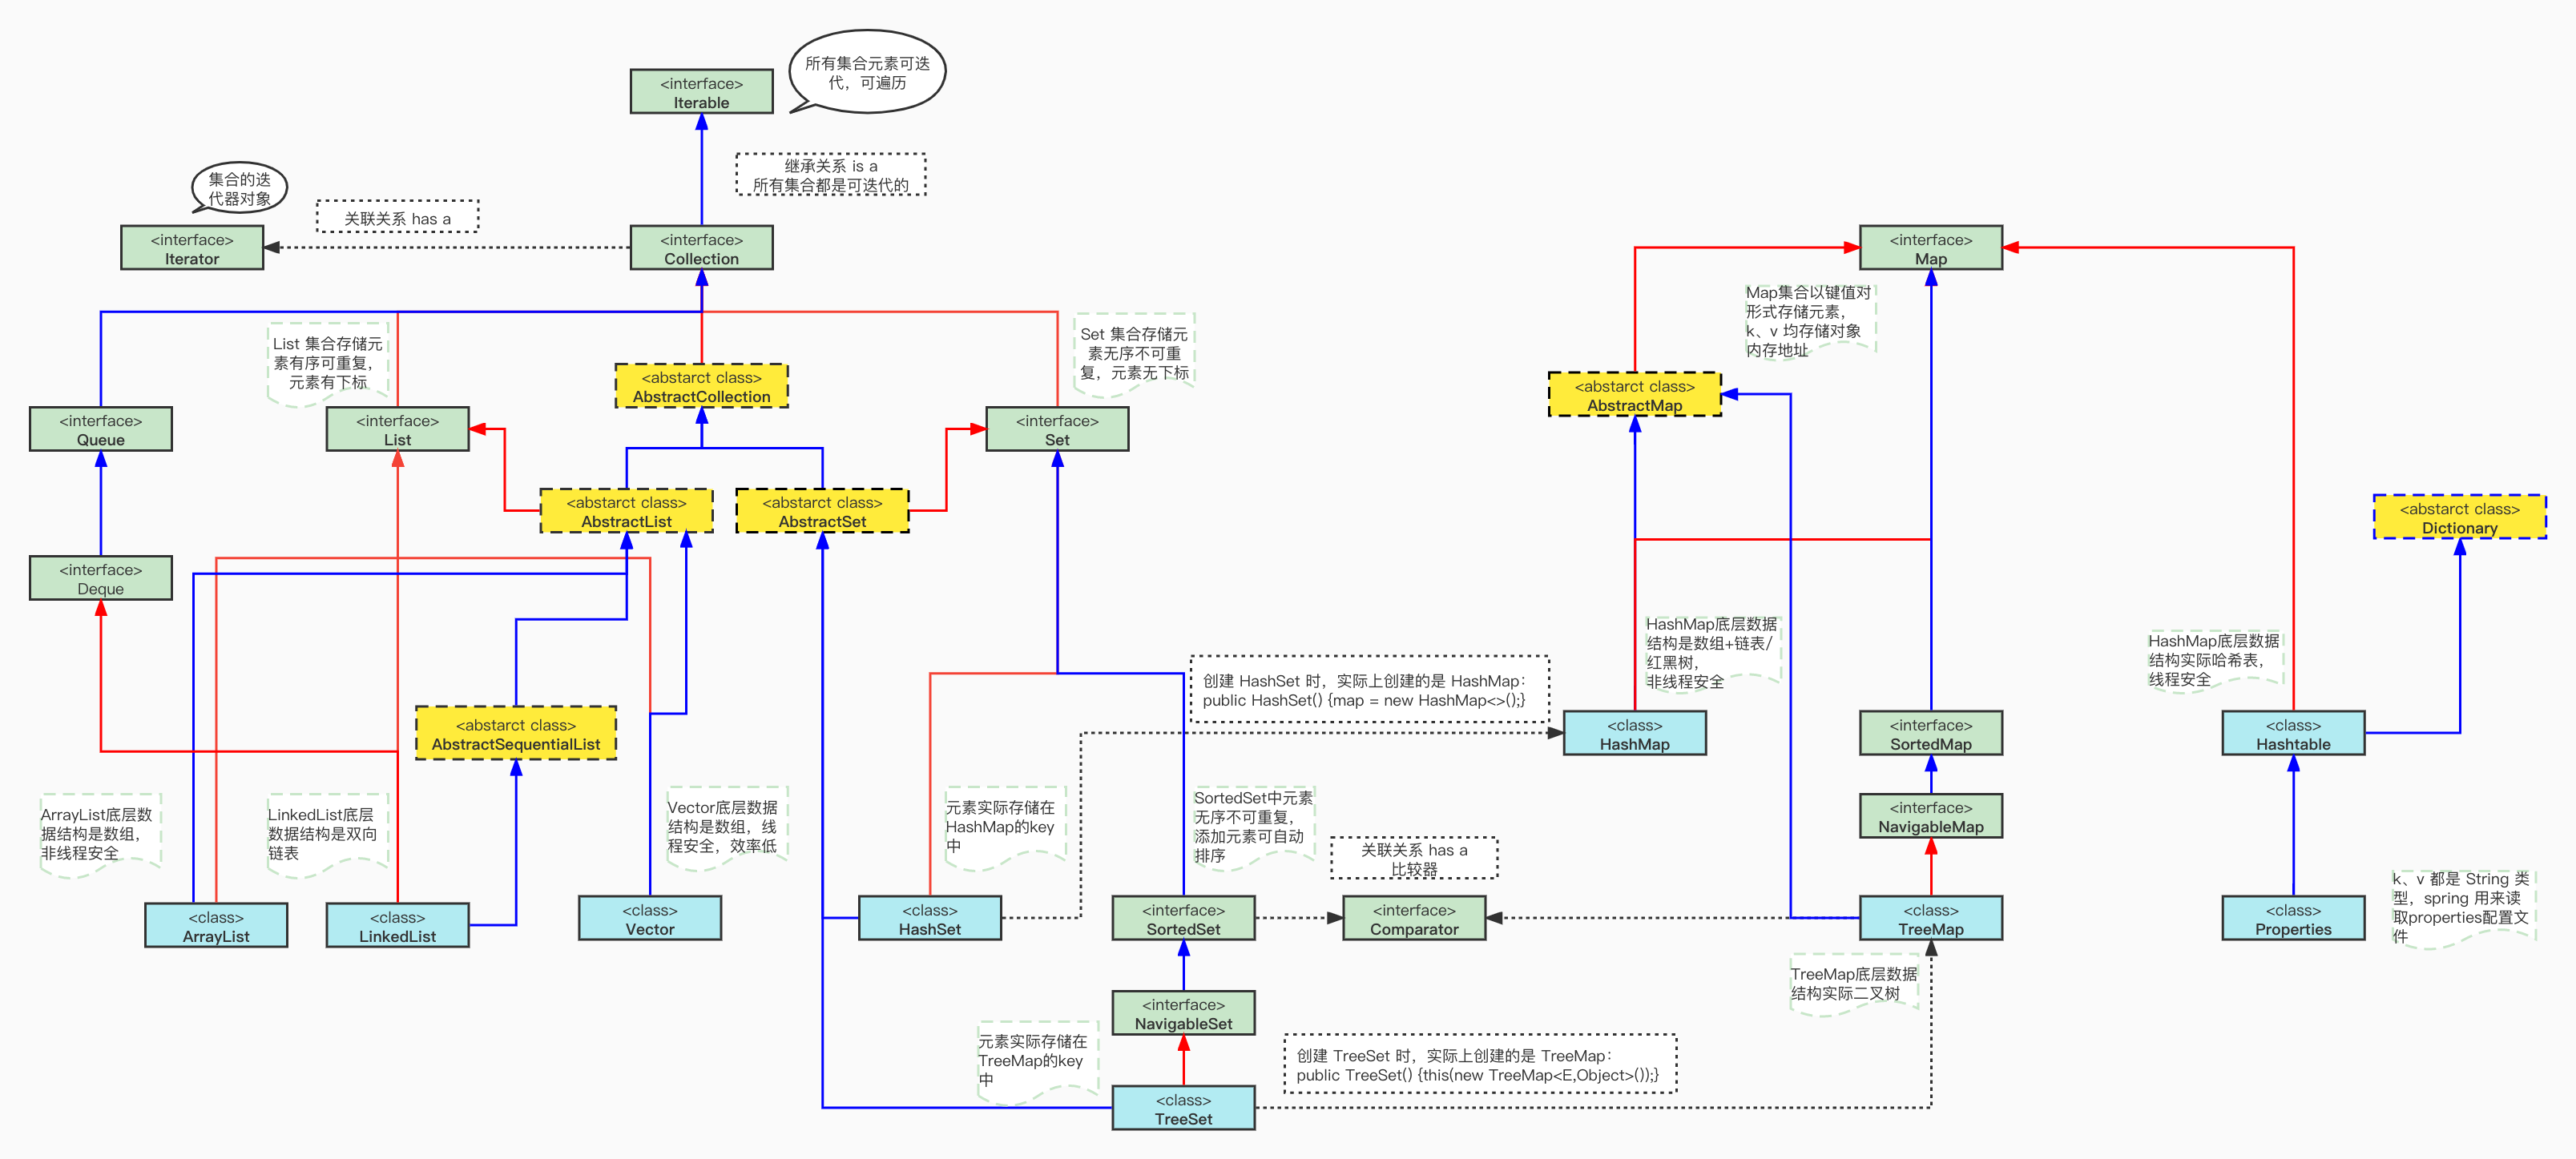 所有集合元素可迭
代，可遍历
<interface>
Iterable
继承关系 is a
所有集合都是可迭代的
集合的迭
代器对象
关联关系 has a
<interface>
Iterator
<interface>
Collection
<interface>
Map
Map集合以键值对
形式存储元素，
k、v 均存储对象
内存地址
List 集合存储元
素有序可重复，
元素有下标
Set 集合存储元
素无序不可重
复，元素无下标
<abstarct class>
AbstractCollection
<abstarct class>
AbstractMap
<interface>
Queue
<interface>
List
<interface>
Set
<abstarct class>
AbstractList
<abstarct class>
AbstractSet
<abstarct class>
Dictionary
<interface>
Deque
HashMap底层数据
结构是数组+链表/
红黑树，
非线程安全
HashMap底层数据
结构实际哈希表，
线程安全
创建 HashSet 时，实际上创建的是 HashMap：
public HashSet() {map = new HashMap<>();}
<abstarct class>
AbstractSequentialList
<class>
HashMap
<interface>
SortedMap
<class>
Hashtable
ArrayList底层数
据结构是数组，
非线程安全
LinkedList底层
数据结构是双向
链表
Vector底层数据
结构是数组，线
程安全，效率低
元素实际存储在
HashMap的key
中
SortedSet中元素
无序不可重复，
添加元素可自动
排序
关联关系 has a
比较器
<interface>
NavigableMap
k、v 都是 String 类
型，spring 用来读
取properties配置文
件
<class>
ArrayList
<class>
LinkedList
<class>
Vector
<class>
HashSet
<interface>
SortedSet
<interface>
Comparator
<class>
TreeMap
<class>
Properties
TreeMap底层数据
结构实际二叉树
<interface>
NavigableSet
元素实际存储在
TreeMap的key
中
创建 TreeSet 时，实际上创建的是 TreeMap：
public TreeSet() {this(new TreeMap<E,Object>());}
<class>
TreeSet